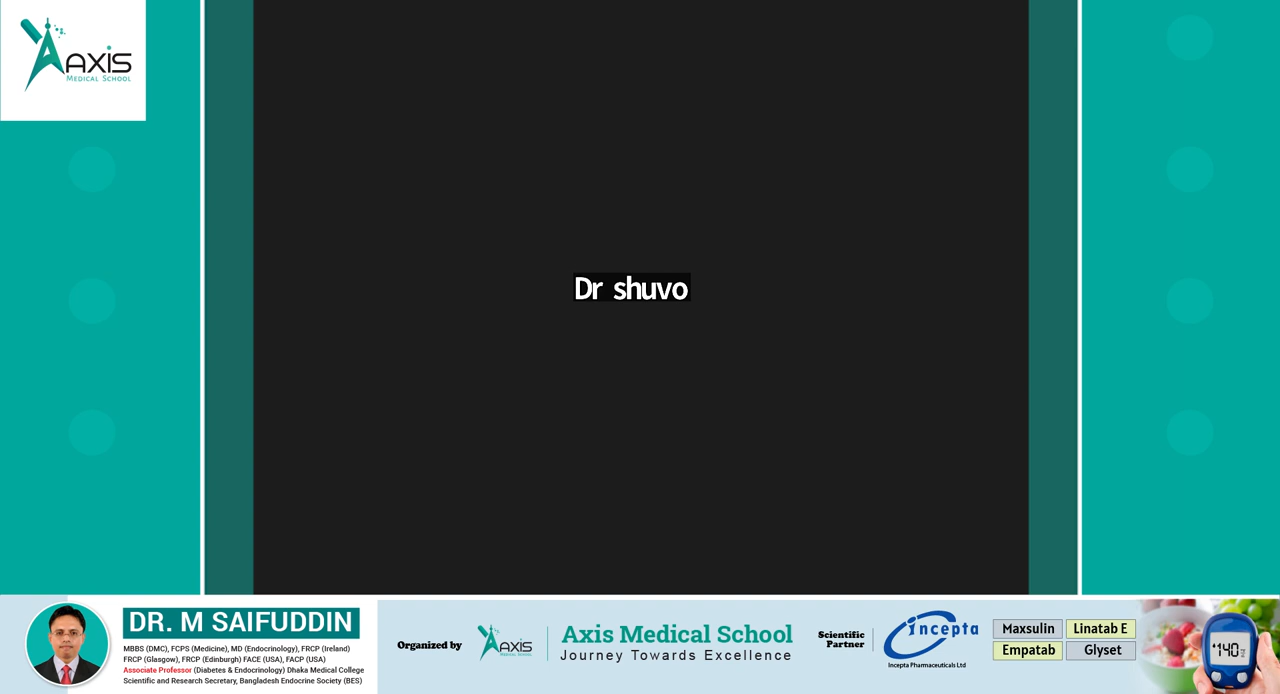 AXIS
MEDICAL SCHOOL
Dr shuvo
DR. M SAIFUDDIN
MBBS (DMC), FCPS (Medicine), MD (Endocrinology), FRCP (Ireland)
FRCP (Glasgow), FRCP (Edinburgh) FACE (USA), FACP (USA)
Associate Professor (Diabetes & Endocrinology) Dhaka Medical College
Scientific and Research Secretary, Bangladesh Endocrine Society (BES)
Organized by
AXIS
MEDICAL SCHOOL
Axis Medical School
Journey Towards Excellence
Scientific
Partner
incepta
Incepta Pharmaceuticals Ltd
Maxsulin
Linatab E
Empatab
Glyset
140